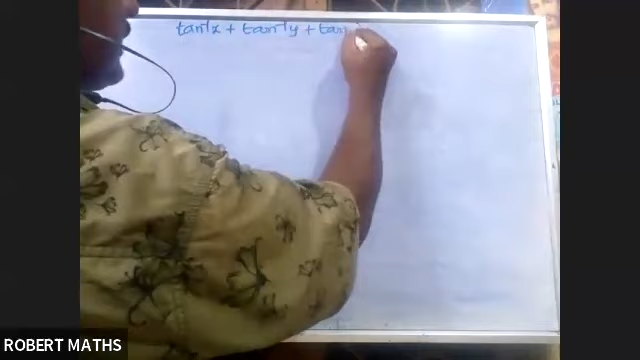 tan⁻¹x + tan⁻¹y + tan
ROBERT MATHS